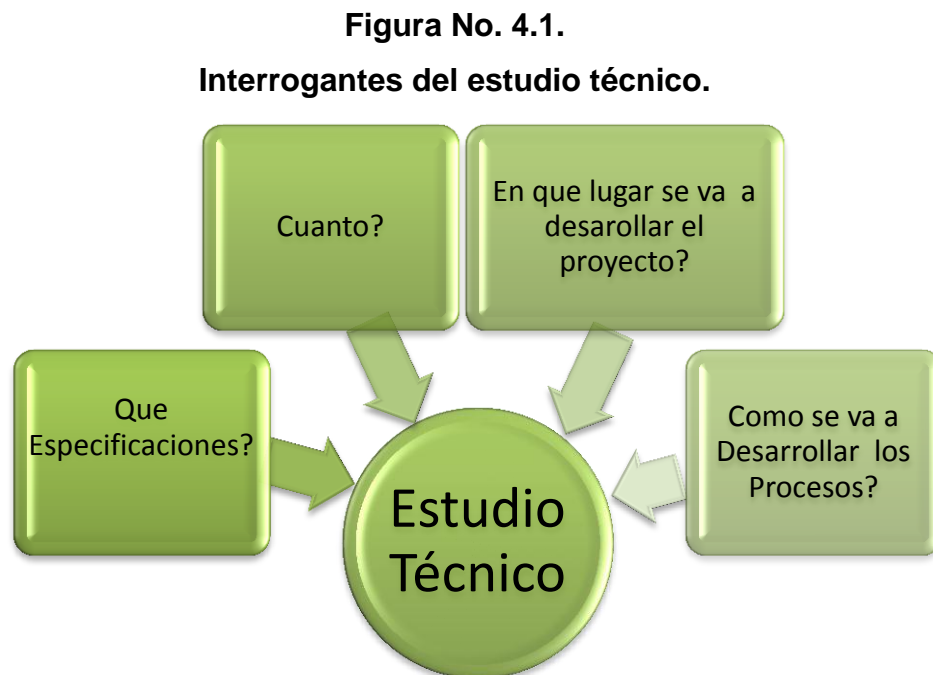 Figura No. 4.1.
Interrogantes del estudio técnico.
Cuanto?
En que lugar se va a
desarollar el
proyecto?
Que
Especificaciones?
Como se va a
Desarrollar los
Procesos?
Estudio
Técnico